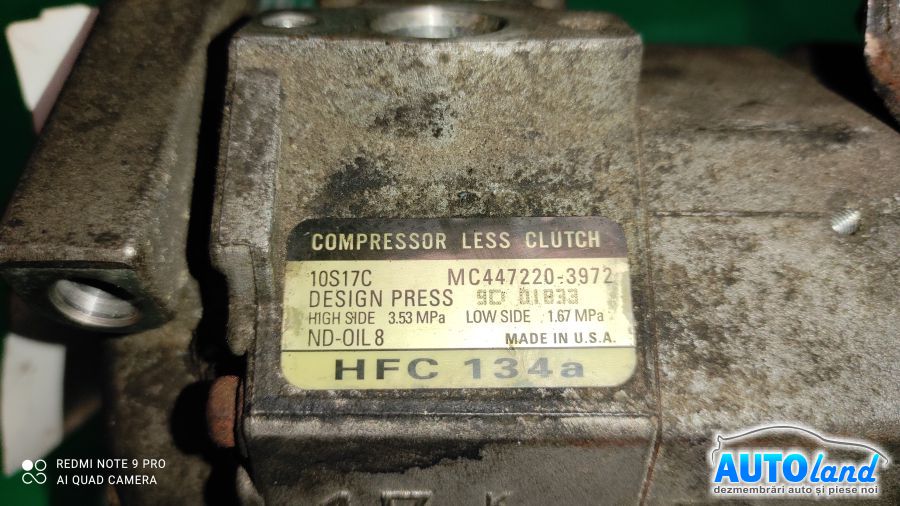 COMPRESSOR LESS CLUTCH
10S17C MC447220-3972
DESIGN PRESS 9D 01833
HIGH SIDE 3.53 MPa LOW SIDE 1.67 MPa
ND-OIL 8 MADE IN U.S.A.
HFC 134a
REDMI NOTE 9 PRO
AI QUAD CAMERA
AUTOland
dezmembrări auto și piese noi